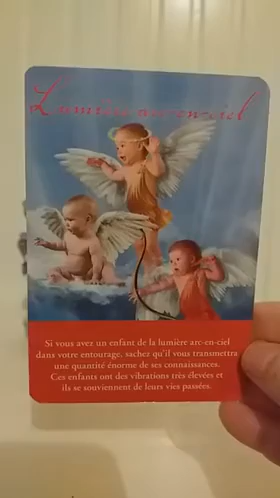 Lumière arc-en-ciel
Si vous avez un enfant de la lumière arc-en-ciel
dans votre entourage, sachez qu'il vous transmettra
une quantité énorme de ses connaissances.
Ces enfants ont des vibrations très élevées et
ils se souviennent de leurs vies passées.